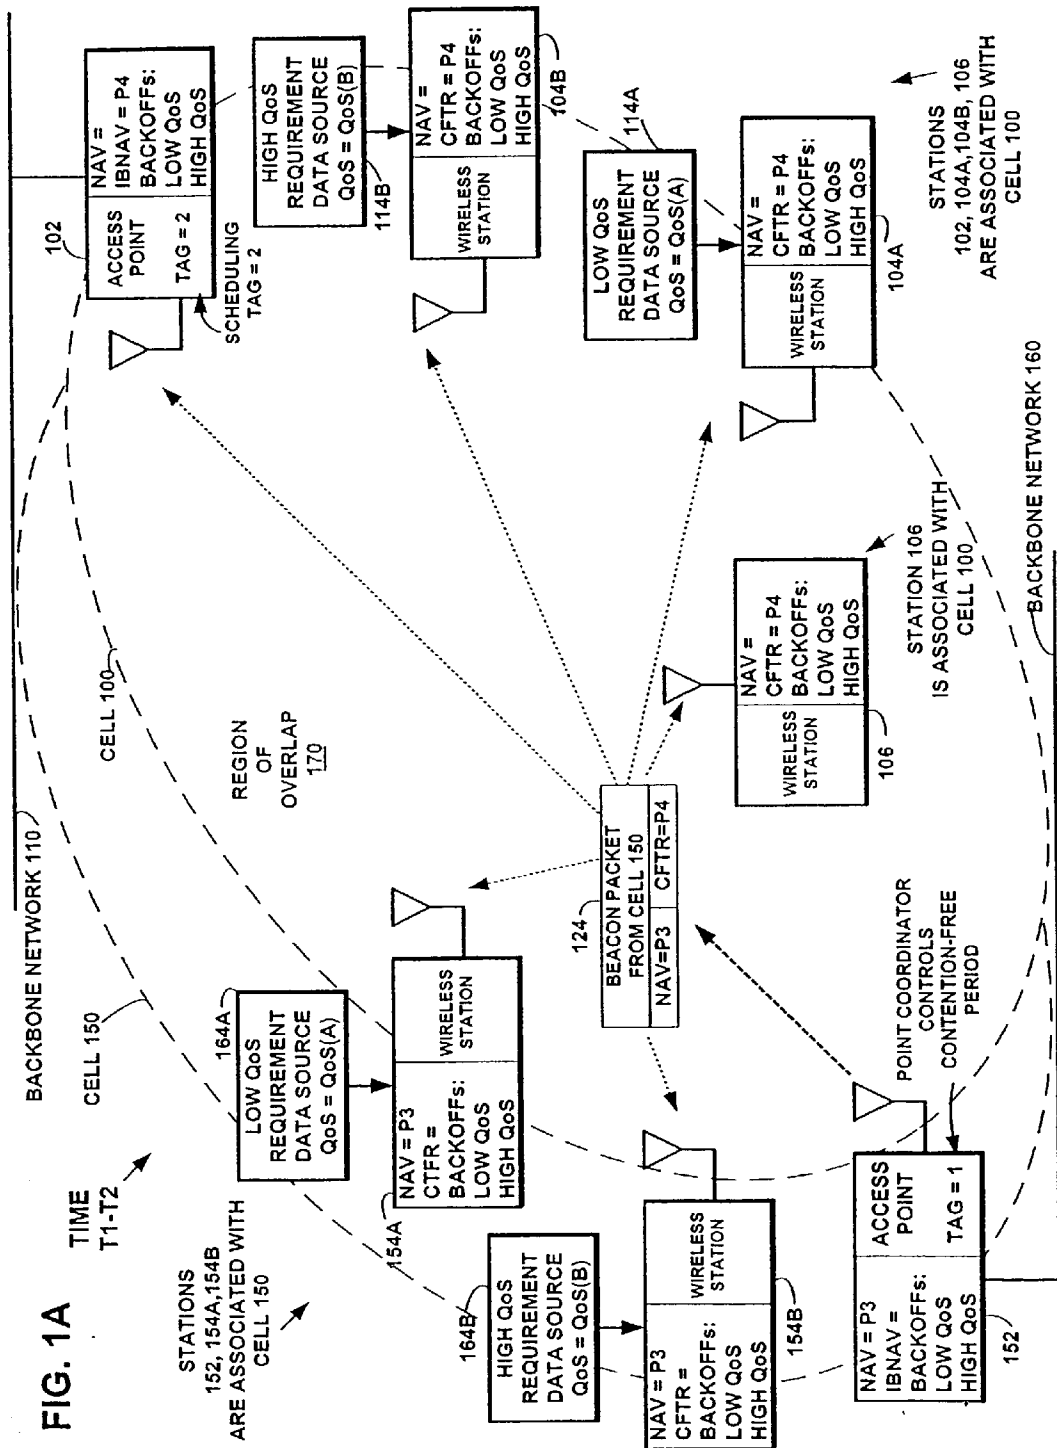 FIG. 1A
TIME
T1-T2
BACKBONE NETWORK 110
CELL 150
CELL 100
STATIONS
152, 154A,154B
ARE ASSOCIATED WITH
CELL 150
164A
LOW QoS
REQUIREMENT
DATA SOURCE
QoS = QoS(A)
NAV = P3
CTFR =
BACKOFFs:
LOW QoS
HIGH QoS
WIRELESS
STATION
154A
164B
HIGH QoS
REQUIREMENT
DATA SOURCE
QoS = QoS(B)
NAV = P3
CFTR =
BACKOFFs:
LOW QoS
HIGH QoS
WIRELESS
STATION
154B
NAV = P3
IBNAV =
BACKOFFs:
LOW QoS
HIGH QoS
ACCESS
POINT
TAG = 1
152
POINT COORDINATOR
CONTROLS
CONTENTION-FREE
PERIOD
REGION
OF
OVERLAP
170
124
BEACON PACKET
FROM CELL 150
NAV=P3
CFTR=P4
102
ACCESS
POINT
TAG = 2
NAV =
IBNAV = P4
BACKOFFs:
LOW QoS
HIGH QoS
SCHEDULING
TAG = 2
HIGH QoS
REQUIREMENT
DATA SOURCE
QoS = QoS(B)
114B
WIRELESS
STATION
NAV =
CFTR = P4
BACKOFFs:
LOW QoS
HIGH QoS
104B
LOW QoS
REQUIREMENT
DATA SOURCE
QoS = QoS(A)
114A
WIRELESS
STATION
NAV =
CFTR = P4
BACKOFFs:
LOW QoS
HIGH QoS
104A
WIRELESS
STATION
NAV =
CFTR = P4
BACKOFFs:
LOW QoS
HIGH QoS
106
STATION 106
IS ASSOCIATED WITH
CELL 100
STATIONS
102, 104A,104B, 106
ARE ASSOCIATED WITH
CELL 100
BACKBONE NETWORK 160